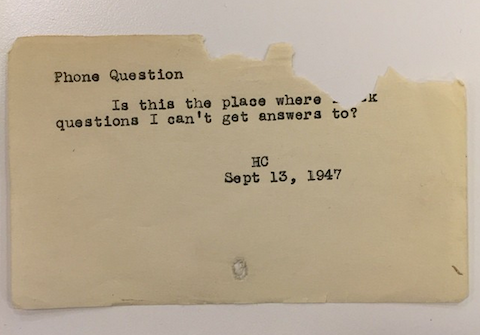 Phone Question
Is this the place where
questions I can't get answers to?
HC
Sept 13, 1947